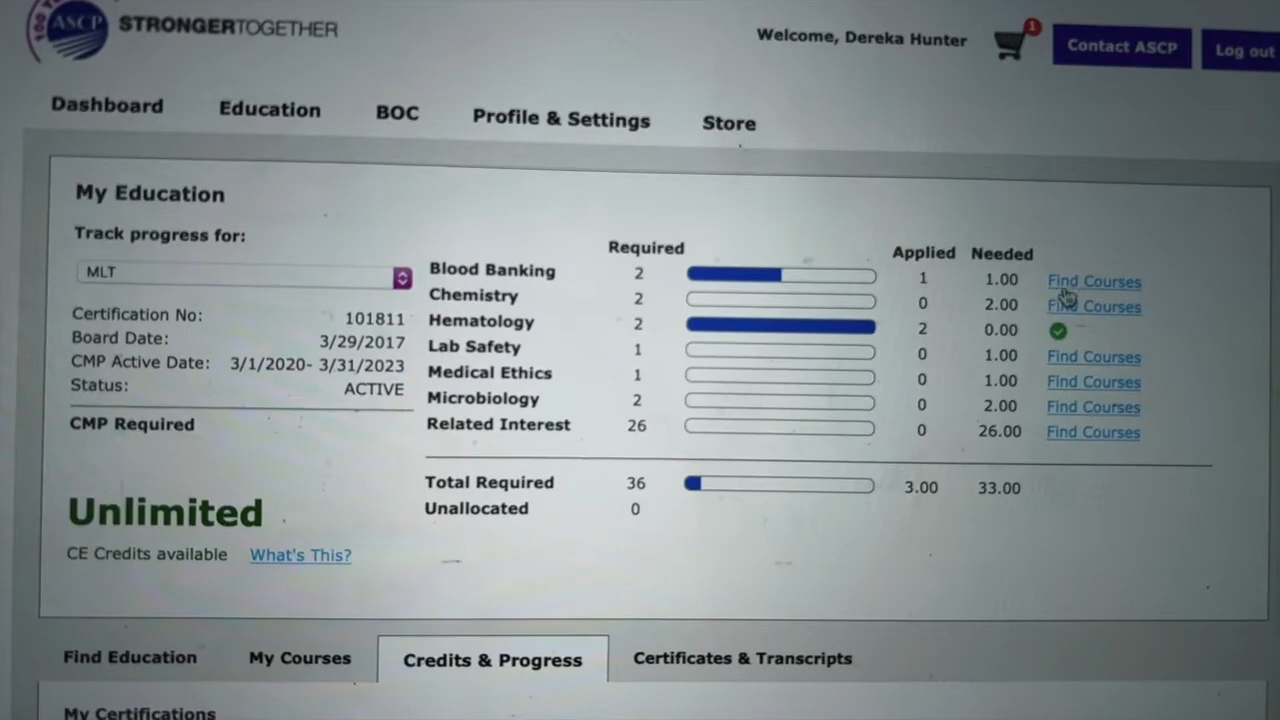 100 YE
ASCP
STRONGERTOGETHER
Welcome, Dereka Hunter
1
Contact ASCP
Log out
Dashboard
Education
BOC
Profile & Settings
Store
My Education
Track progress for:
MLT
Certification No: 101811
Board Date: 3/29/2017
CMP Active Date: 3/1/2020- 3/31/2023
Status: ACTIVE
CMP Required
Unlimited
CE Credits available What's This?
Required Applied Needed
Blood Banking 2 1 1.00 Find Courses
Chemistry 2 0 2.00 Find Courses
Hematology 2 2 0.00
Lab Safety 1 0 1.00 Find Courses
Medical Ethics 1 0 1.00 Find Courses
Microbiology 2 0 2.00 Find Courses
Related Interest 26 0 26.00 Find Courses
Total Required 36 3.00 33.00
Unallocated 0
Find Education
My Courses
Credits & Progress
Certificates & Transcripts
My Certifications